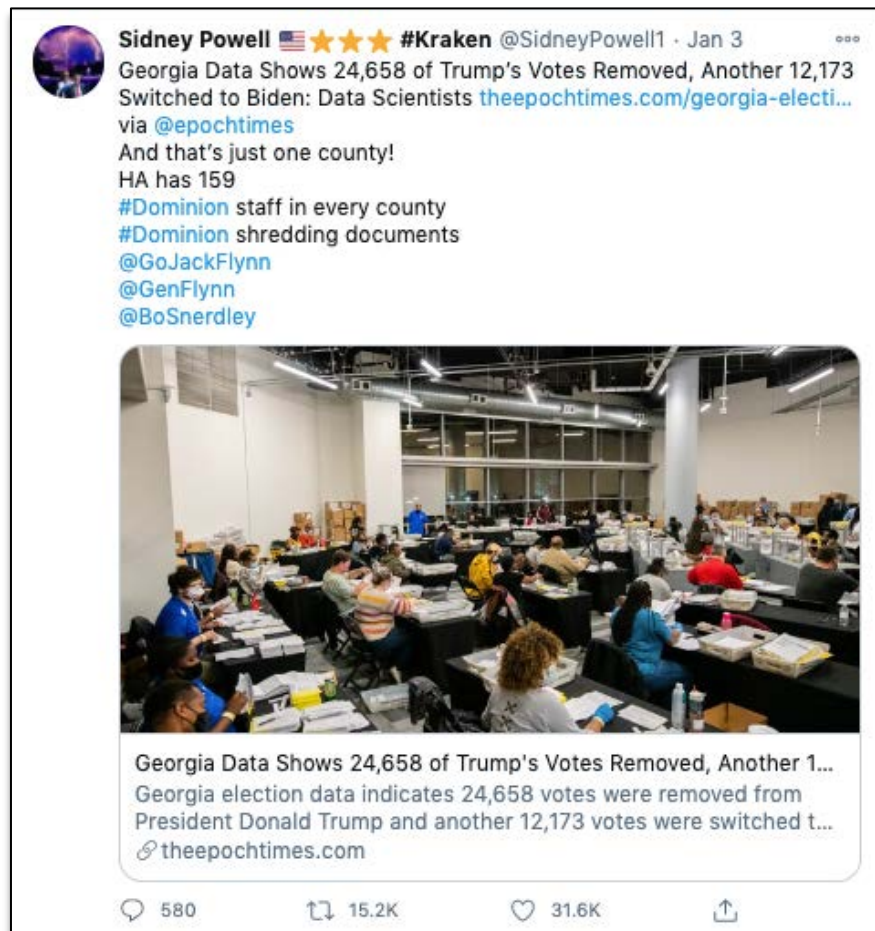 Sidney Powell 🇺🇸⭐⭐⭐ #Kraken @SidneyPowell1 · Jan 3
Georgia Data Shows 24,658 of Trump's Votes Removed, Another 12,173
Switched to Biden: Data Scientists theepochtimes.com/georgia-electi...
via @epochtimes
And that's just one county!
HA has 159
#Dominion staff in every county
#Dominion shredding documents
@GoJackFlynn
@GenFlynn
@BoSnerdley
Georgia Data Shows 24,658 of Trump's Votes Removed, Another 1...
Georgia election data indicates 24,658 votes were removed from
President Donald Trump and another 12,173 votes were switched t...
theepochtimes.com
580 15.2K 31.6K